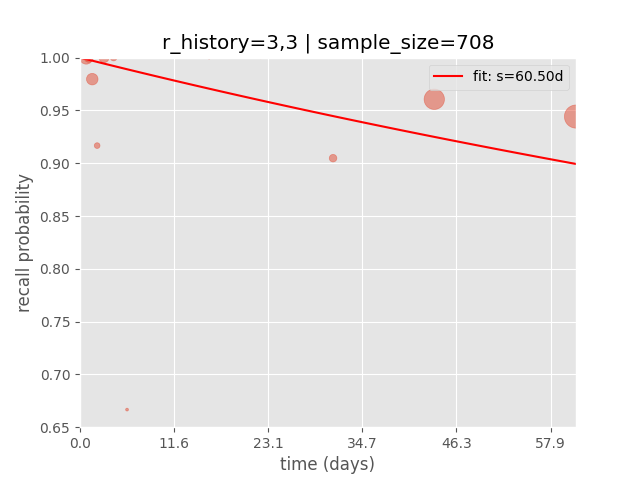 r_history=3,3 | sample_size=708
fit: s=60.50d
1.00
0.95
0.90
0.85
0.80
0.75
0.70
0.65
recall probability
0.0 11.6 23.1 34.7 46.3 57.9
time (days)